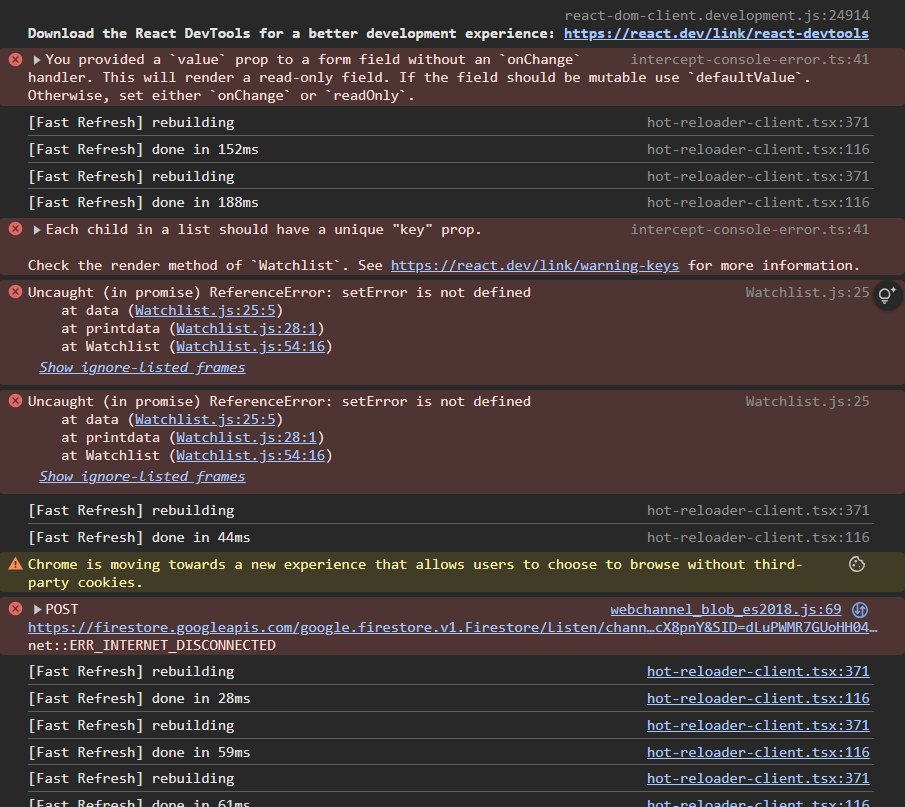 react-dom-client.development.js:24914
Download the React DevTools for a better development experience: https://react.dev/link/react-devtools
You provided a `value` prop to a form field without an `onChange` intercept-console-error.ts:41
handler. This will render a read-only field. If the field should be mutable use `defaultValue`.
Otherwise, set either `onChange` or `readOnly`.
[Fast Refresh] rebuilding hot-reloader-client.tsx:371
[Fast Refresh] done in 152ms hot-reloader-client.tsx:116
[Fast Refresh] rebuilding hot-reloader-client.tsx:371
[Fast Refresh] done in 188ms hot-reloader-client.tsx:116
Each child in a list should have a unique "key" prop. intercept-console-error.ts:41
Check the render method of `Watchlist`. See https://react.dev/link/warning-keys for more information.
Uncaught (in promise) ReferenceError: setError is not defined Watchlist.js:25
at data (Watchlist.js:25:5)
at printdata (Watchlist.js:28:1)
at Watchlist (Watchlist.js:54:16)
Show ignore-listed frames
Uncaught (in promise) ReferenceError: setError is not defined Watchlist.js:25
at data (Watchlist.js:25:5)
at printdata (Watchlist.js:28:1)
at Watchlist (Watchlist.js:54:16)
Show ignore-listed frames
[Fast Refresh] rebuilding hot-reloader-client.tsx:371
[Fast Refresh] done in 44ms hot-reloader-client.tsx:116
Chrome is moving towards a new experience that allows users to choose to browse without third-
party cookies.
POST webchannel_blob_es2018.js:69
https://firestore.googleapis.com/google.firestore.v1.Firestore/Listen/chann…cX8pnY&SID=dLuPWMR7GUoHH04…
net::ERR_INTERNET_DISCONNECTED
[Fast Refresh] rebuilding hot-reloader-client.tsx:371
[Fast Refresh] done in 28ms hot-reloader-client.tsx:116
[Fast Refresh] rebuilding hot-reloader-client.tsx:371
[Fast Refresh] done in 59ms hot-reloader-client.tsx:116
[Fast Refresh] rebuilding hot-reloader-client.tsx:371
[Fast Refresh] done in 61ms hot-reloader-client.tsx:116